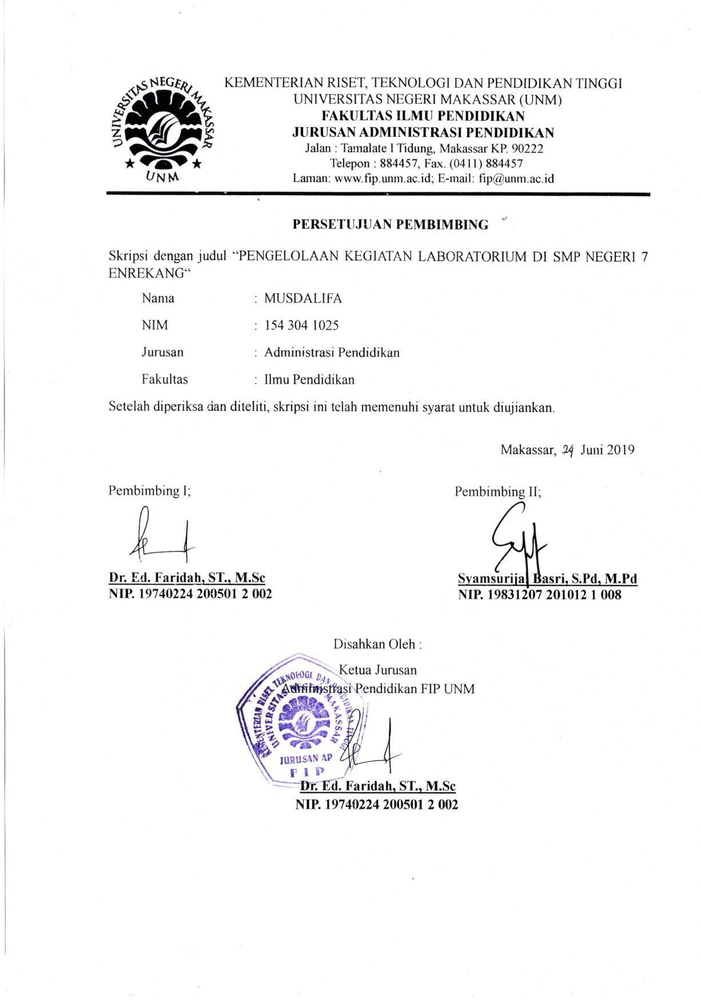 UNIVERSITAS NEGERI MAKASSAR
UNM
KEMENTERIAN RISET, TEKNOLOGI DAN PENDIDIKAN TINGGI
UNIVERSITAS NEGERI MAKASSAR (UNM)
FAKULTAS ILMU PENDIDIKAN
JURUSAN ADMINISTRASI PENDIDIKAN
Jalan : Tamalate I Tidung, Makassar KP. 90222
Telepon : 884457, Fax. (0411) 884457
Laman: www.fip.unm.ac.id; E-mail: fip@unm.ac.id
PERSETUJUAN PEMBIMBING
Skripsi dengan judul “PENGELOLAAN KEGIATAN LABORATORIUM DI SMP NEGERI 7
ENREKANG“
Nama : MUSDALIFA
NIM : 154 304 1025
Jurusan : Administrasi Pendidikan
Fakultas : Ilmu Pendidikan
Setelah diperiksa dan diteliti, skripsi ini telah memenuhi syarat untuk diujiankan.
Makassar, 24 Juni 2019
Pembimbing I; Pembimbing II;
Dr. Ed. Faridah, ST., M.Sc Syamsurijal Basri, S.Pd, M.Pd
NIP. 19740224 200501 2 002 NIP. 19831207 201012 1 008
Disahkan Oleh :
Ketua Jurusan
Administrasi Pendidikan FIP UNM
KEMENTERIAN RISET, TEKNOLOGI, DAN PENDIDIKAN TINGGI
UNIVERSITAS NEGERI MAKASSAR
JURUSAN AP
F I P
Dr. Ed. Faridah, ST., M.Sc
NIP. 19740224 200501 2 002